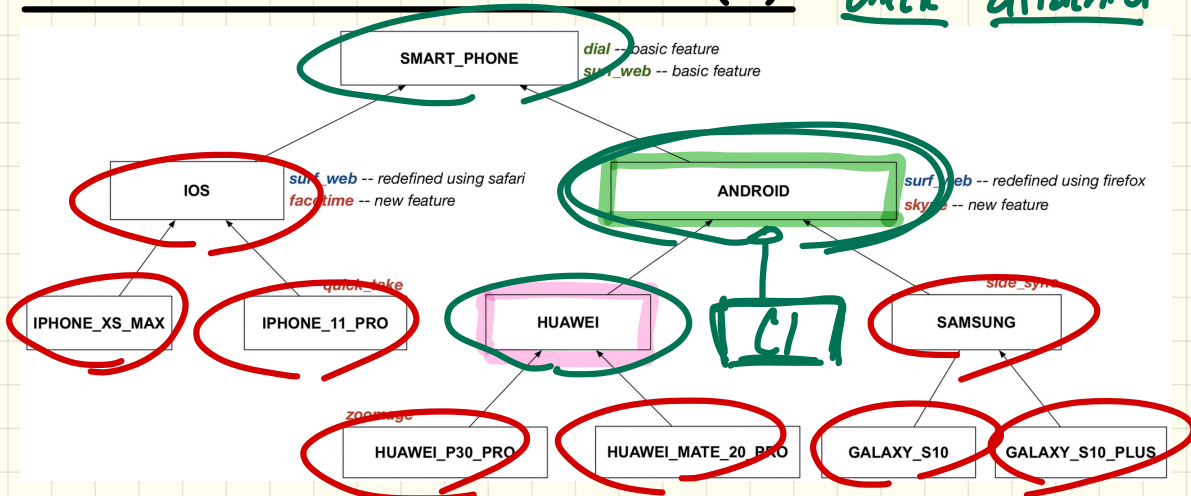 SMART_PHONE
dial -- basic feature
surf_web -- basic feature
IOS
surf_web -- redefined using safari
facetime -- new feature
ANDROID
surf_web -- redefined using firefox
skype -- new feature
quick_take
side_sync
IPHONE_XS_MAX
IPHONE_11_PRO
HUAWEI
C1
SAMSUNG
zoomage
HUAWEI_P30_PRO
HUAWEI_MATE_20_PRO
GALAXY_S10
GALAXY_S10_PLUS